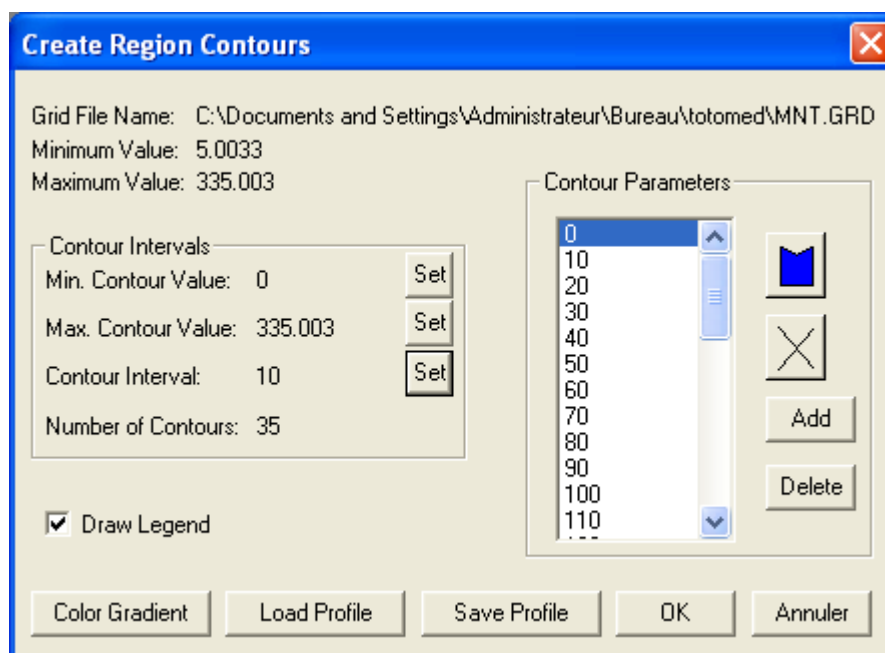 Create Region Contours
Grid File Name: C:\Documents and Settings\Administrateur\Bureau\totomed\MNT.GRD
Minimum Value: 5.0033
Maximum Value: 335.003
Contour Intervals
Min. Contour Value: 0 Set
Max. Contour Value: 335.003 Set
Contour Interval: 10 Set
Number of Contours: 35
Draw Legend
Contour Parameters
0
10
20
30
40
50
60
70
80
90
100
110
Add
Delete
Color Gradient Load Profile Save Profile OK Annuler